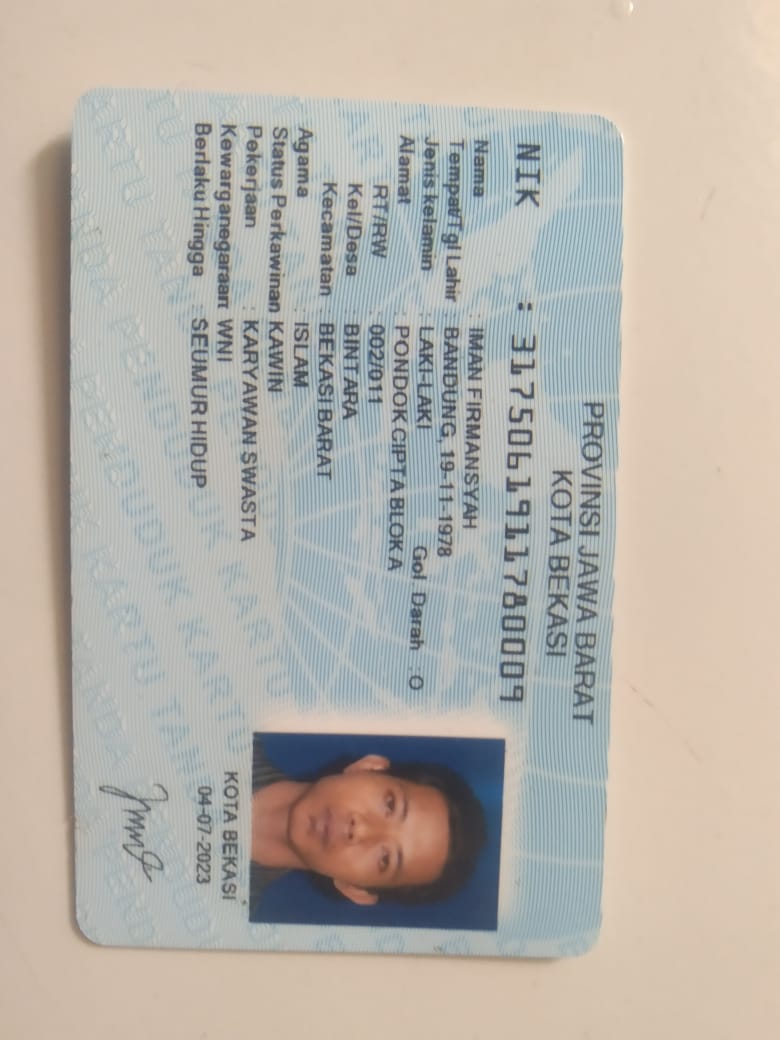 PROVINSI JAWA BARAT
KOTA BEKASI
NIK : 3175061911780009
Nama : IMAN FIRMANSYAH
Tempat/Tgl Lahir : BANDUNG, 19-11-1978
Jenis kelamin : LAKI-LAKI Gol. Darah : O
Alamat : PONDOK CIPTA BLOK A
RT/RW : 002/011
Kel/Desa : BINTARA
Kecamatan : BEKASI BARAT
Agama : ISLAM
Status Perkawinan : KAWIN
Pekerjaan : KARYAWAN SWASTA
Kewarganegaraan : WNI
Berlaku Hingga : SEUMUR HIDUP
KOTA BEKASI
04-07-2023